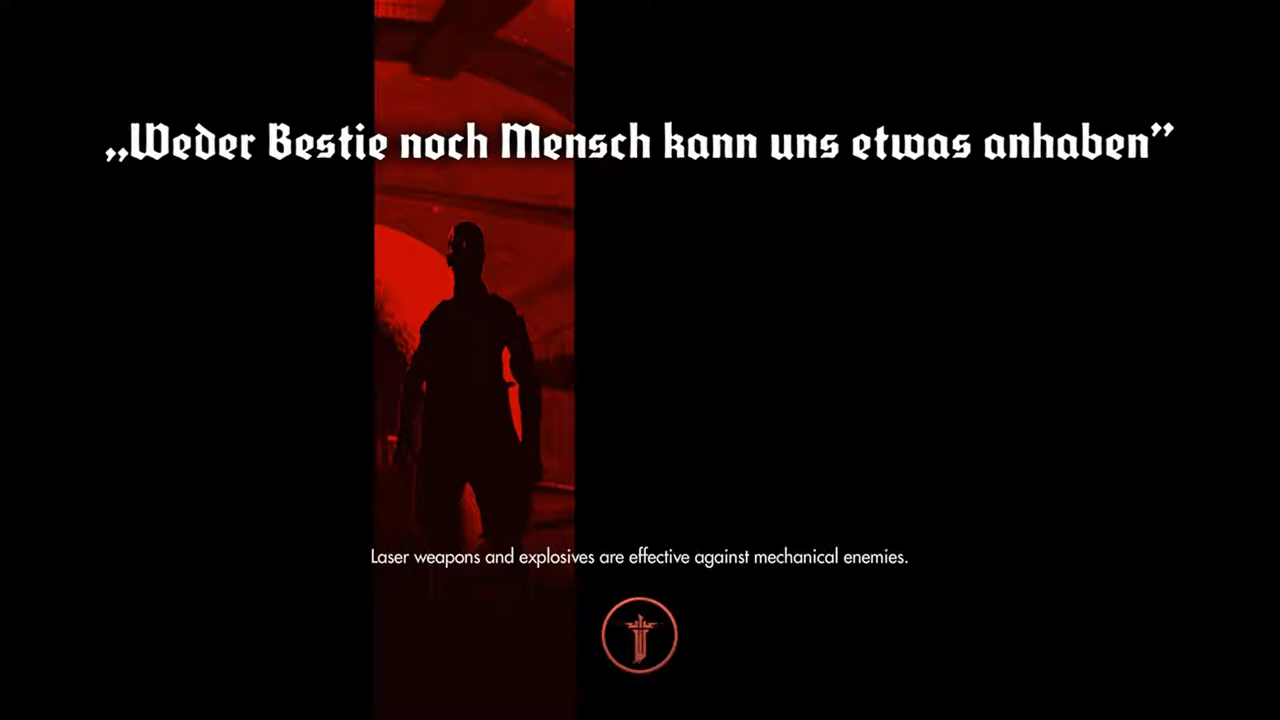 „Weder Bestie noch Mensch kann uns etwas anhaben”
Laser weapons and explosives are effective against mechanical enemies.